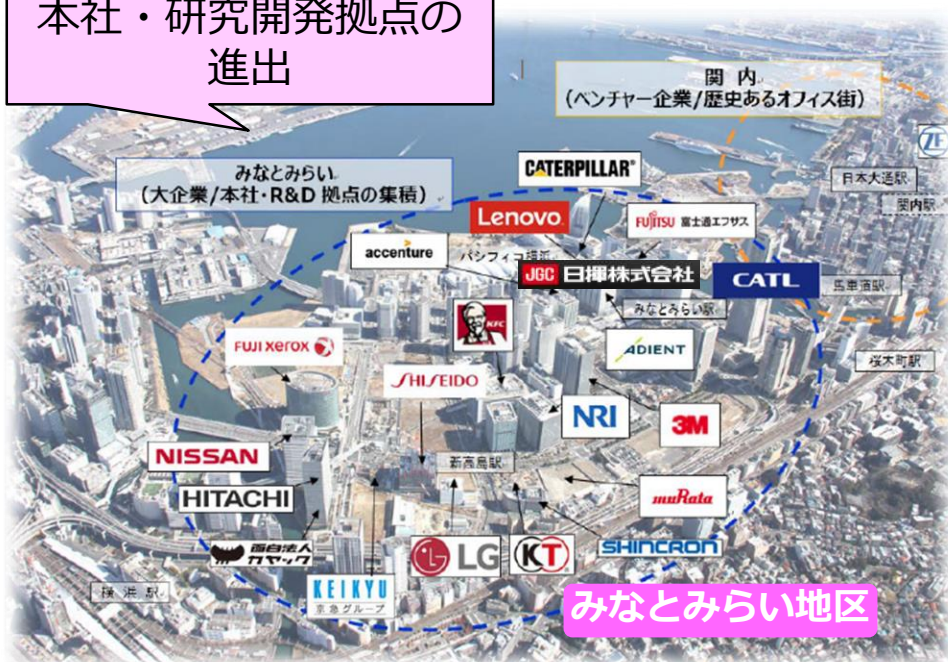 本社・研究開発拠点の
進出
関 内
(ベンチャー企業/歴史あるオフィス街)
ZF
みなとみらい
(大企業/本社・R&D 拠点の集積)
CATERPILLAR®
日本大通駅
関内駅
Lenovo
FUJITSU 富士通エフサス
accenture
パシフィコ横浜
JGC 日揮株式会社
CATL
馬車道駅
みなとみらい駅
KFC
ADIENT
桜木町駅
FUJI XEROX
SHISEIDO
NRI
3M
NISSAN
新高島駅
HITACHI
muRata
面白法人
カヤック
LG
KT
SHINCRON
横浜駅
KEIKYU
京急グループ
みなとみらい地区